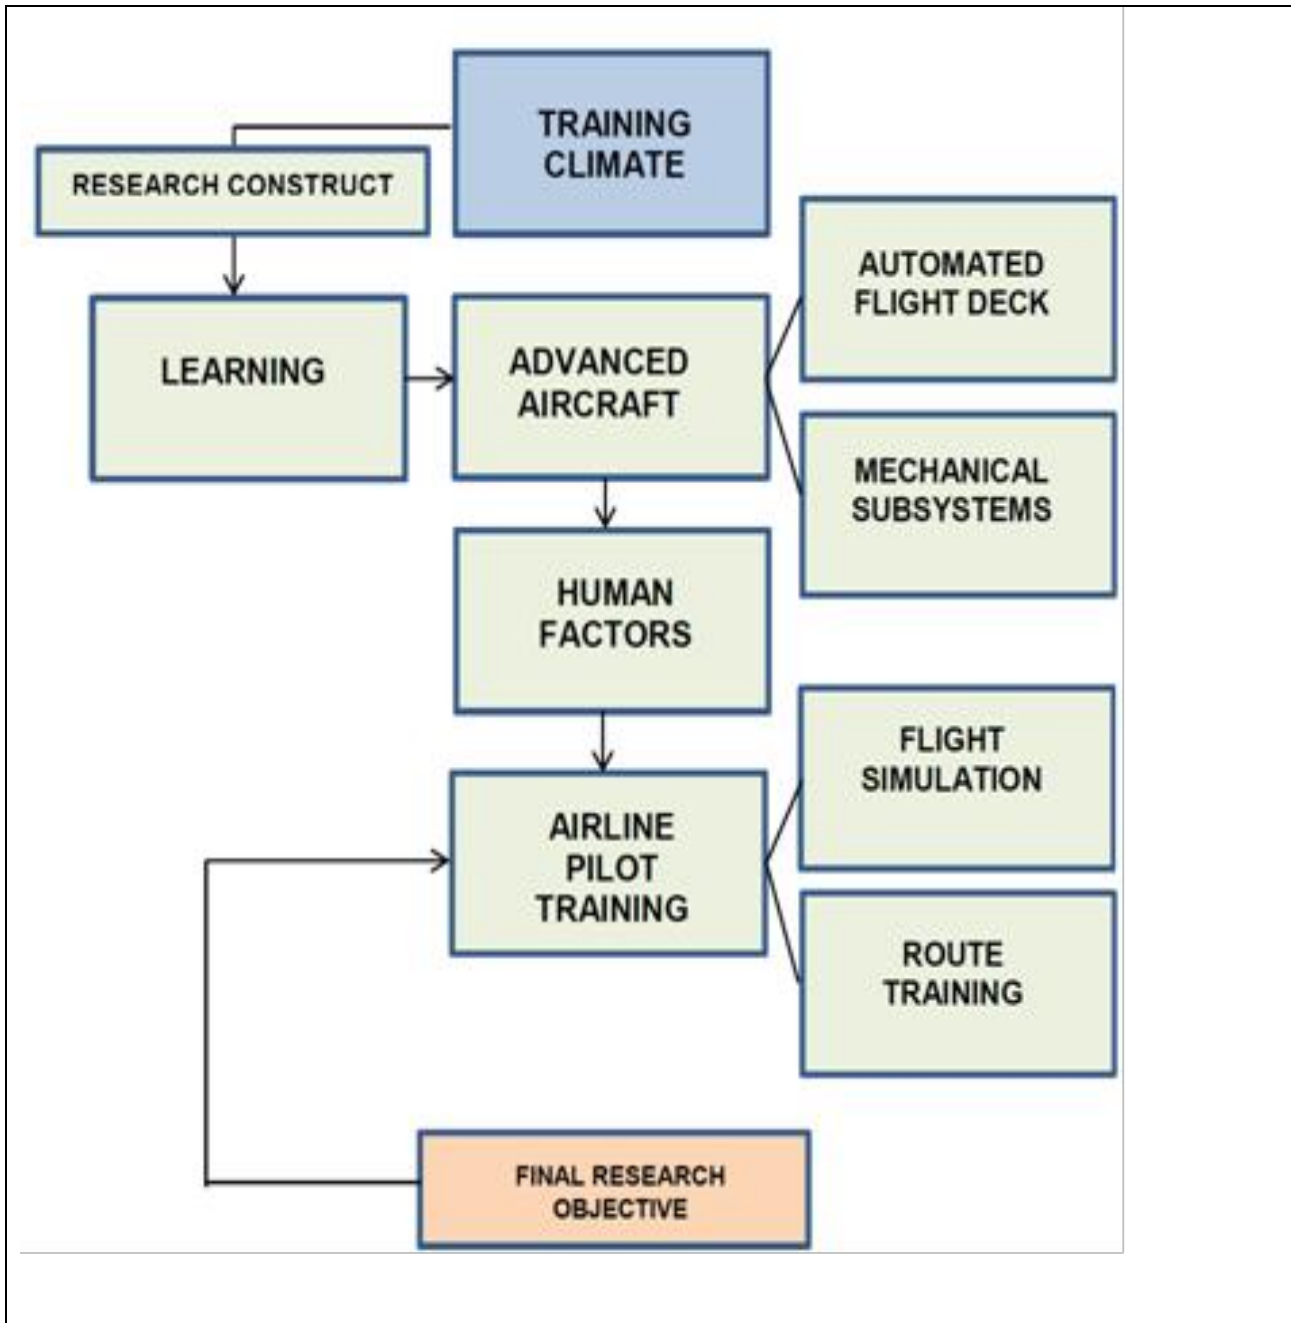 TRAINING
CLIMATE
RESEARCH CONSTRUCT
AUTOMATED
FLIGHT DECK
LEARNING
ADVANCED
AIRCRAFT
MECHANICAL
SUBSYSTEMS
HUMAN
FACTORS
FLIGHT
SIMULATION
AIRLINE
PILOT
TRAINING
ROUTE
TRAINING
FINAL RESEARCH
OBJECTIVE